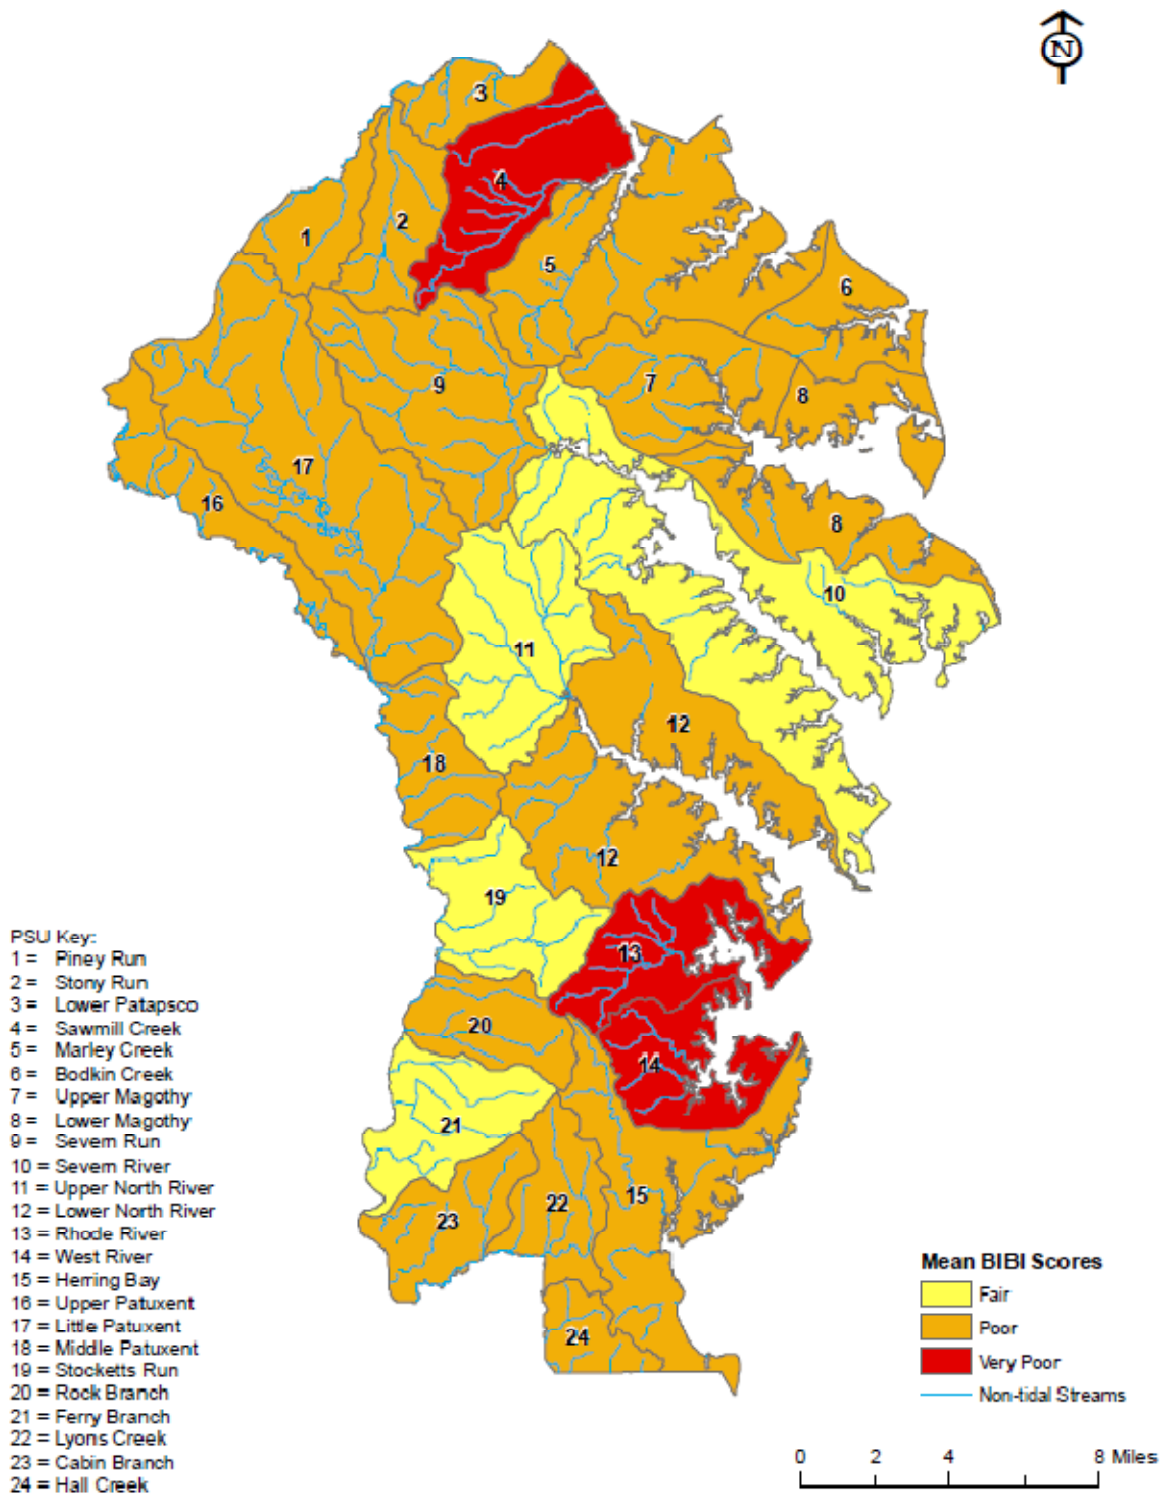 N
3
4
2
1
5
6
9
7
8
17
16
8
10
11
12
18
12
19
13
20
14
21
15
22
23
24
PSU Key:
1 = Piney Run
2 = Stony Run
3 = Lower Patapsco
4 = Sawmill Creek
5 = Marley Creek
6 = Bodkin Creek
7 = Upper Magothy
8 = Lower Magothy
9 = Severn Run
10 = Severn River
11 = Upper North River
12 = Lower North River
13 = Rhode River
14 = West River
15 = Herring Bay
16 = Upper Patuxent
17 = Little Patuxent
18 = Middle Patuxent
19 = Stocketts Run
20 = Rock Branch
21 = Ferry Branch
22 = Lyons Creek
23 = Cabin Branch
24 = Hall Creek
Mean BIBI Scores
Fair
Poor
Very Poor
Non-tidal Streams
0 2 4 8 Miles